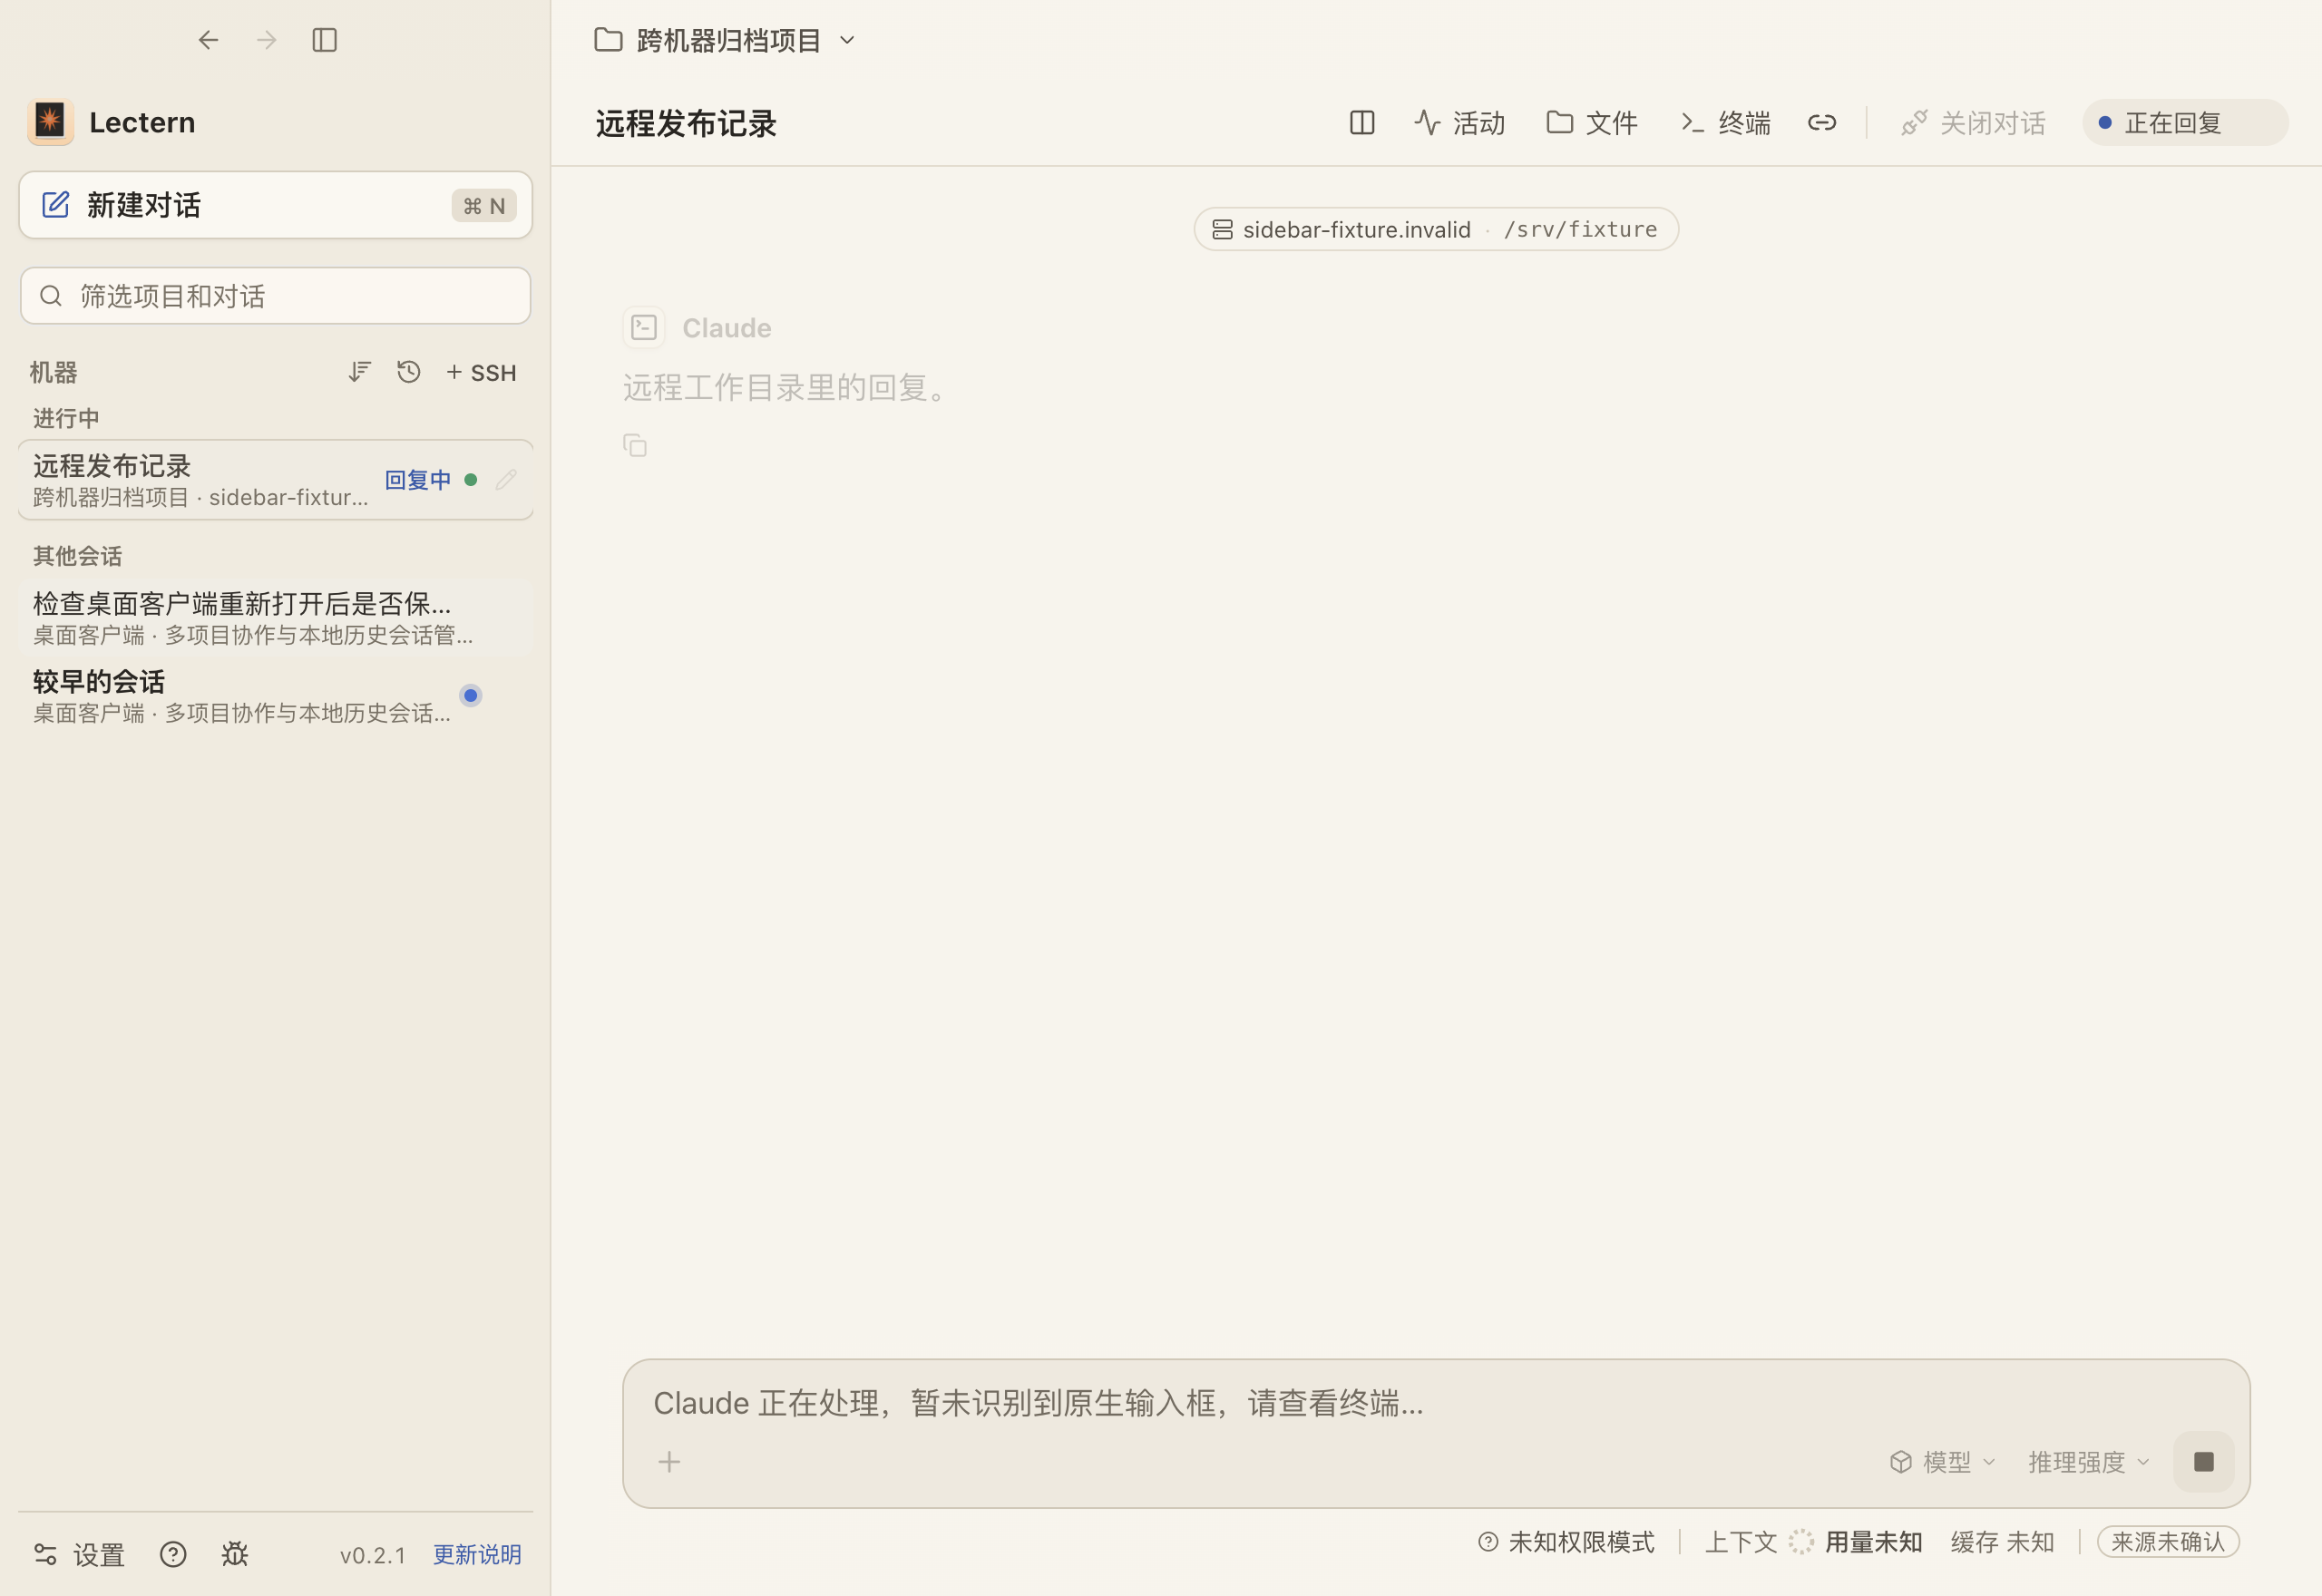 跨机器归档项目
Lectern
远程发布记录
活动
文件
终端
关闭对话
正在回复
新建对话
⌘ N
sidebar-fixture.invalid · /srv/fixture
筛选项目和对话
Claude
远程工作目录里的回复。
机器
+ SSH
进行中
远程发布记录
跨机器归档项目 · sidebar-fixtur...
回复中
其他会话
检查桌面客户端重新打开后是否保...
桌面客户端 · 多项目协作与本地历史会话管...
较早的会话
桌面客户端 · 多项目协作与本地历史会话...
Claude 正在处理，暂未识别到原生输入框，请查看终端...
模型
推理强度
未知权限模式
上下文
用量未知
缓存 未知
来源未确认
设置
v0.2.1
更新说明